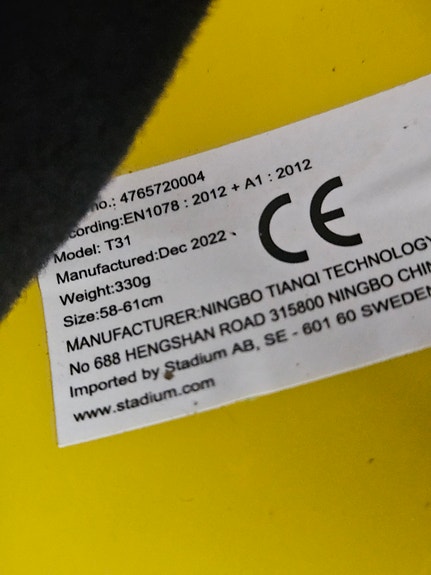 no.: 4765720004
cording:EN1078 : 2012 + A1 : 2012
Model: T31
Manufactured:Dec 2022
Weight:330g
Size:58-61cm
CE
MANUFACTURER:NINGBO TIANQI TECHNOLOGY
No 688 HENGSHAN ROAD 315800 NINGBO CHIN
Imported by Stadium AB, SE - 601 60 SWEDEN
www.stadium.com